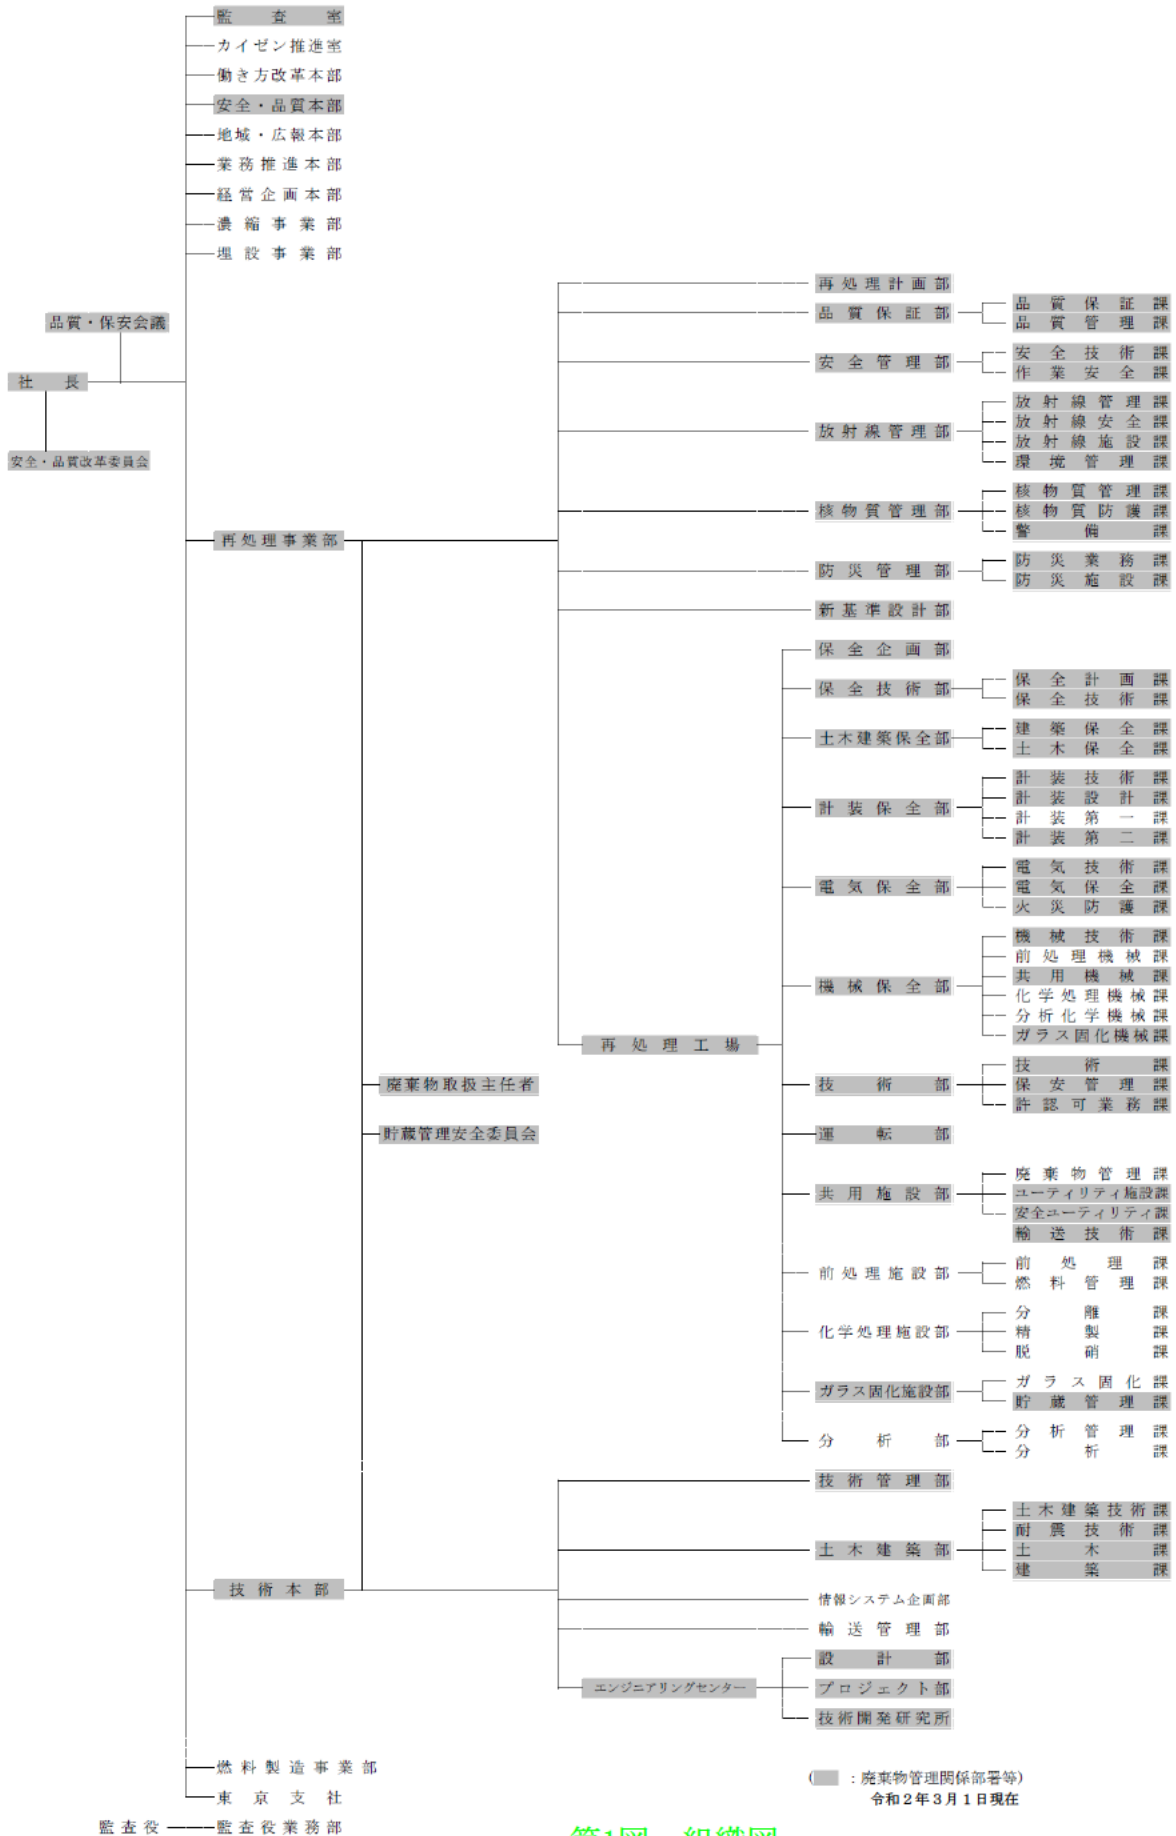 監査室
カイゼン推進室
働き方改革本部
安全・品質本部
地域・広報本部
業務推進本部
経営企画本部
濃縮事業部
埋設事業部
品質・保安会議
社長
安全・品質改革委員会
再処理事業部
再処理計画部
品質保証部
品質保証課
品質管理課
安全管理部
安全技術課
作業安全課
放射線管理部
放射線管理課
放射線安全課
放射線施設課
環境管理課
核物質管理部
核物質管理課
核物質防護課
警備課
防災管理部
防災業務課
防災施設課
新基準設計部
再処理工場
保全企画部
保全技術部
保全計画課
保全技術課
土木建築保全部
建築保全課
土木保全課
計装保全部
計装技術課
計装設計課
計装第一課
計装第二課
電気保全部
電気技術課
電気保全課
火災防護課
機械保全部
機械技術課
前処理機械課
共用機械課
化学処理機械課
分析化学機械課
ガラス固化機械課
技術部
技術課
保安管理課
許認可業務課
運転部
共用施設部
廃棄物管理課
ユーティリティ施設課
安全ユーティリティ課
輸送技術課
前処理施設部
前処理課
燃料管理課
化学処理施設部
分離課
精製課
脱硝課
ガラス固化施設部
ガラス固化課
貯蔵管理課
分析部
分析管理課
分析課
廃棄物取扱主任者
貯蔵管理安全委員会
技術本部
技術管理部
土木建築部
土木建築技術課
耐震技術課
土木課
建築課
情報システム企画部
輸送管理部
エンジニアリングセンター
設計部
プロジェクト部
技術開発研究所
燃料製造事業部
東京支社
監査役
監査役業務部
(　：廃棄物管理関係部署等)
令和2年3月1日現在
第1図　組織図